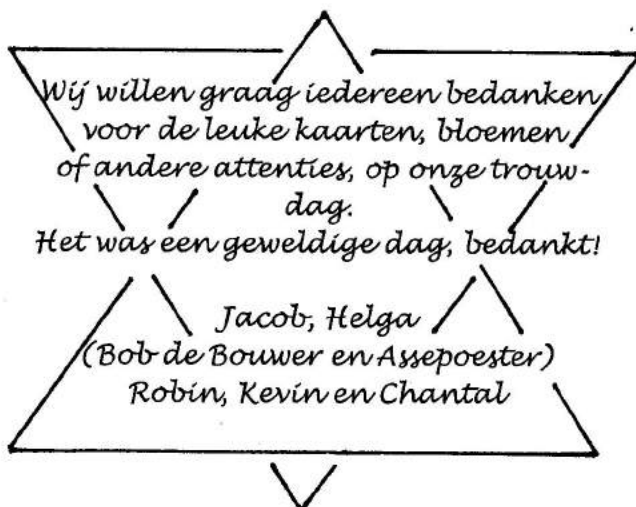 Wij willen graag iedereen bedanken
voor de leuke kaarten, bloemen
of andere attenties, op onze trouw-
dag.
Het was een geweldige dag, bedankt!
Jacob, Helga
(Bob de Bouwer en Assepoester)
Robin, Kevin en Chantal